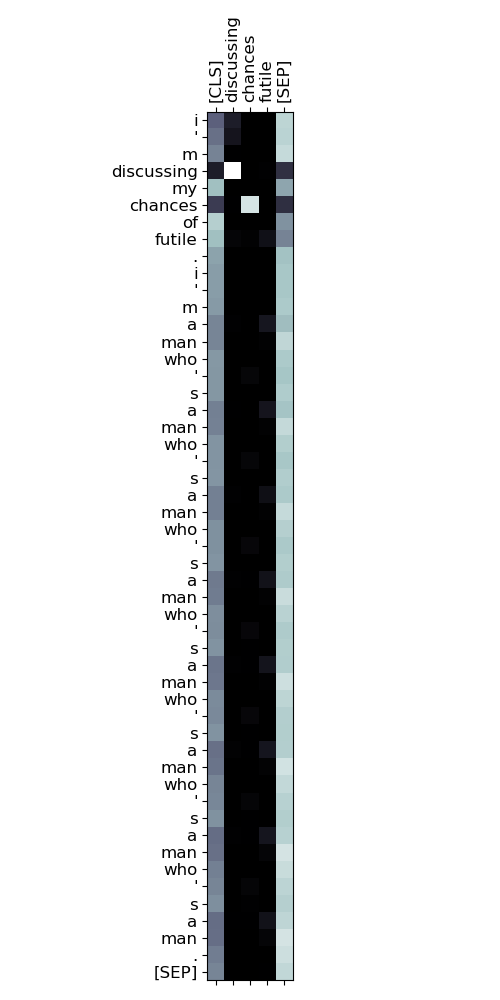 [CLS]
discussing
chances
futile
[SEP]
i
'
m
discussing
my
chances
of
futile
.
i
'
m
a
man
who
'
s
a
man
who
'
s
a
man
who
'
s
a
man
who
'
s
a
man
who
'
s
a
man
who
'
s
a
man
who
'
s
a
man
.
[SEP]